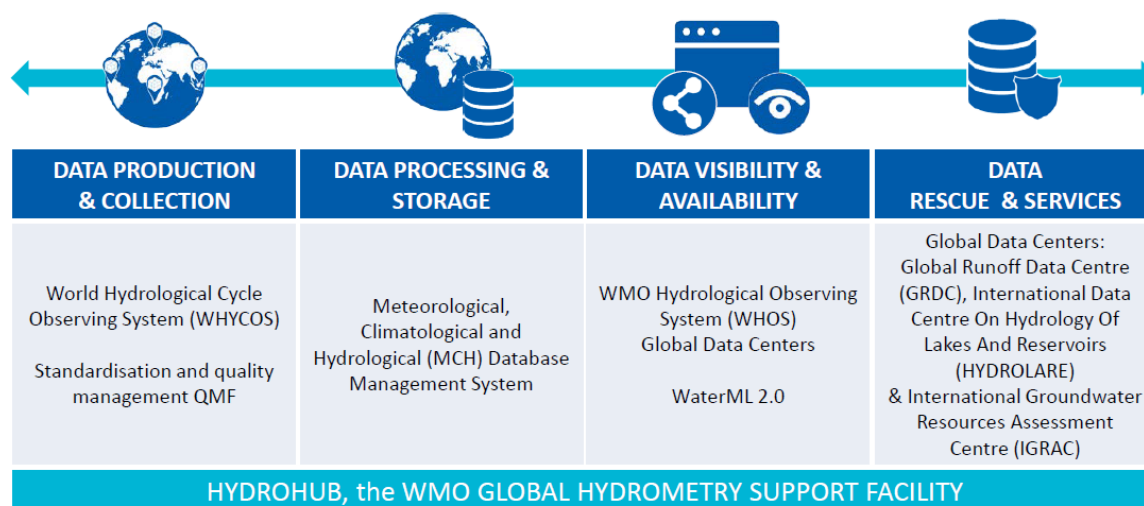 DATA PRODUCTION
& COLLECTION
World Hydrological Cycle
Observing System (WHYCOS)
Standardisation and quality
management QMF
DATA PROCESSING &
STORAGE
Meteorological,
Climatological and
Hydrological (MCH) Database
Management System
DATA VISIBILITY &
AVAILABILITY
WMO Hydrological Observing
System (WHOS)
Global Data Centers
WaterML 2.0
DATA
RESCUE & SERVICES
Global Data Centers:
Global Runoff Data Centre
(GRDC), International Data
Centre On Hydrology Of
Lakes And Reservoirs
(HYDROLARE)
& International Groundwater
Resources Assessment
Centre (IGRAC)
HYDROHUB, the WMO GLOBAL HYDROMETRY SUPPORT FACILITY